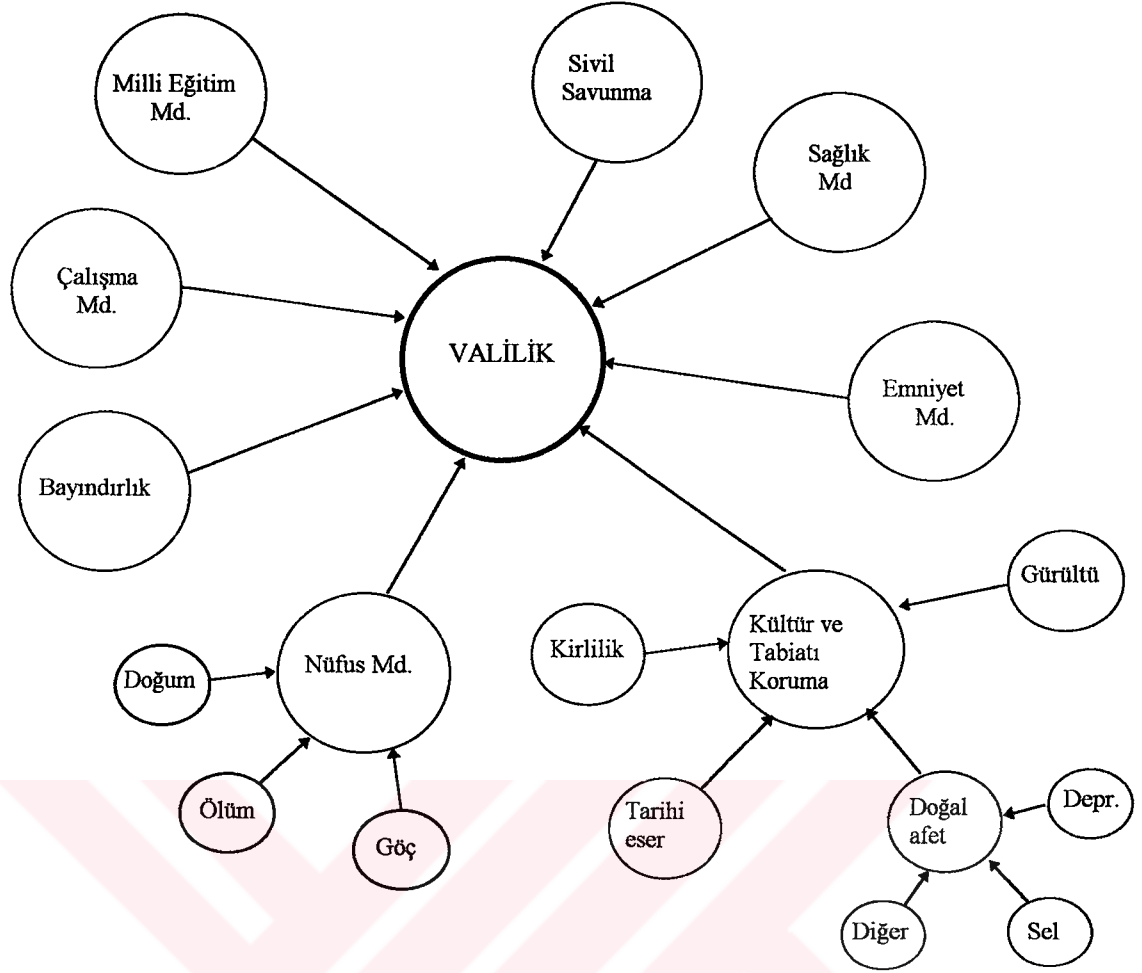 Milli Eğitim
Md.
Sivil
Savunma
Sağlık
Md
Çalışma
Md.
VALİLİK
Emniyet
Md.
Bayındırlık
Gürültü
Kültür ve
Tabiatı
Koruma
Kirlilik
Nüfus Md.
Doğum
Ölüm
Göç
Tarihi
eser
Doğal
afet
Depr.
Diğer
Sel